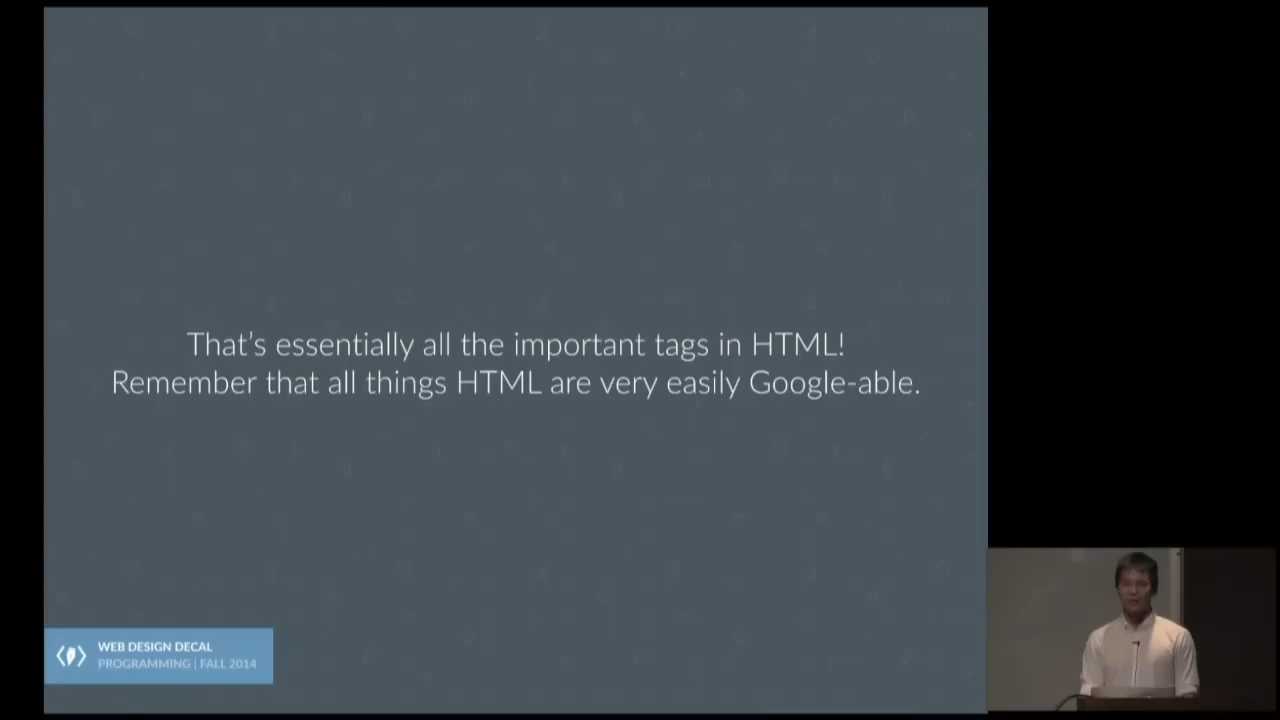 That's essentially all the important tags in HTML!
Remember that all things HTML are very easily Google-able.
WEB DESIGN DECAL
PROGRAMMING | FALL 2014